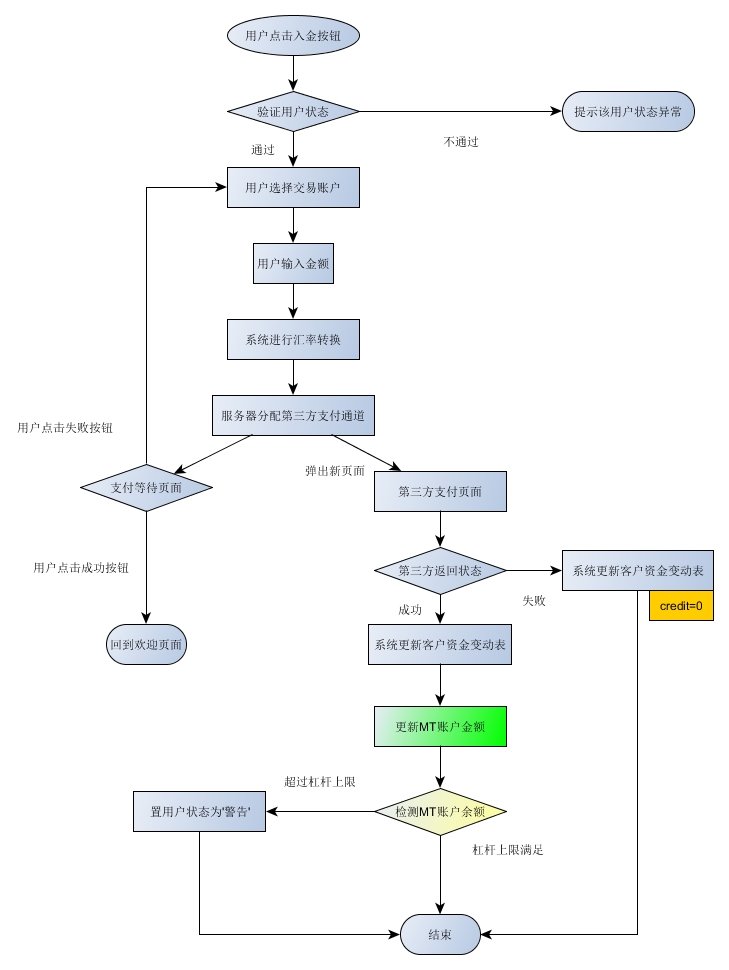 用户点击入金按钮
验证用户状态
提示该用户状态异常
不通过
通过
用户选择交易账户
用户输入金额
系统进行汇率转换
服务器分配第三方支付通道
用户点击失败按钮
弹出新页面
支付等待页面
第三方支付页面
用户点击成功按钮
第三方返回状态
系统更新客户资金变动表
失败
credit=0
成功
回到欢迎页面
系统更新客户资金变动表
更新MT账户金额
超过杠杆上限
置用户状态为'警告'
检测MT账户余额
杠杆上限满足
结束